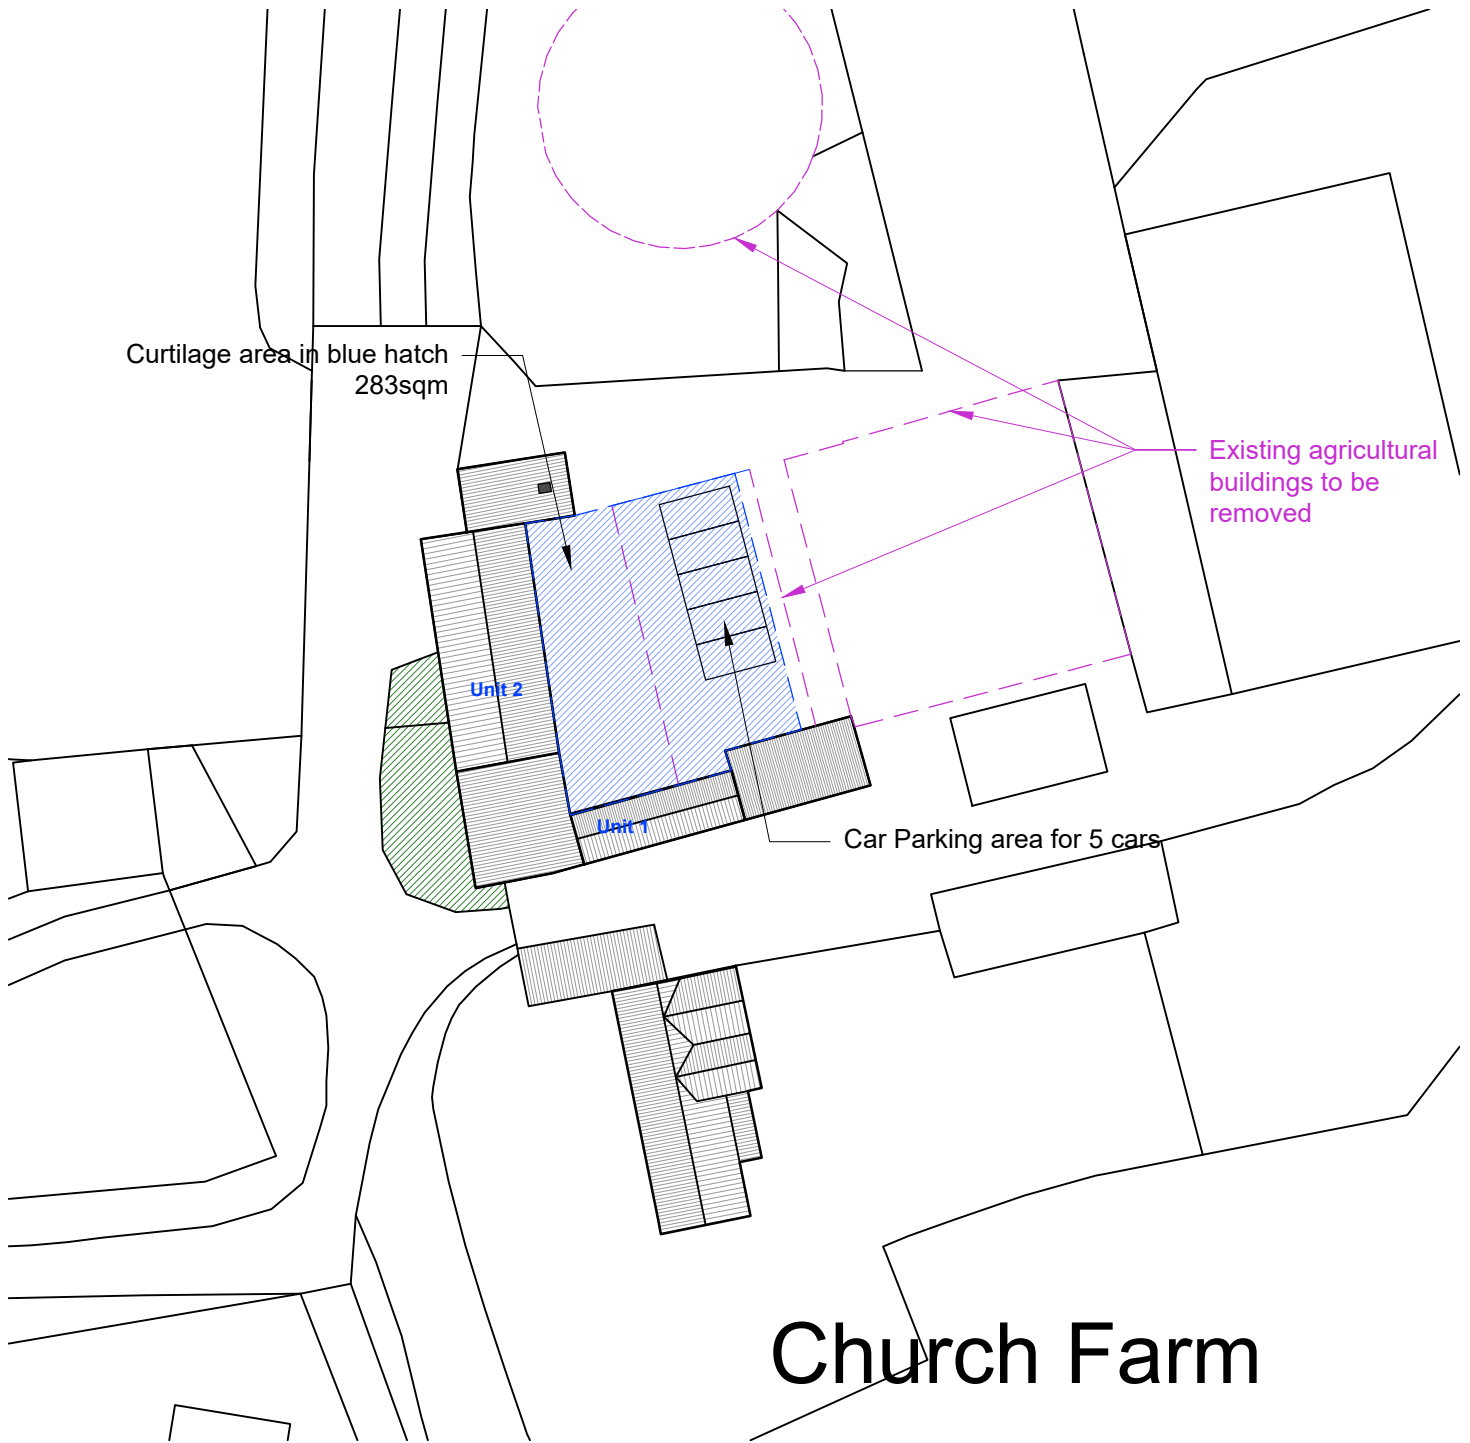 Curtilage area in blue hatch
283sqm
Existing agricultural
buildings to be
removed
Unit 2
Unit 1
Car Parking area for 5 cars
Church Farm